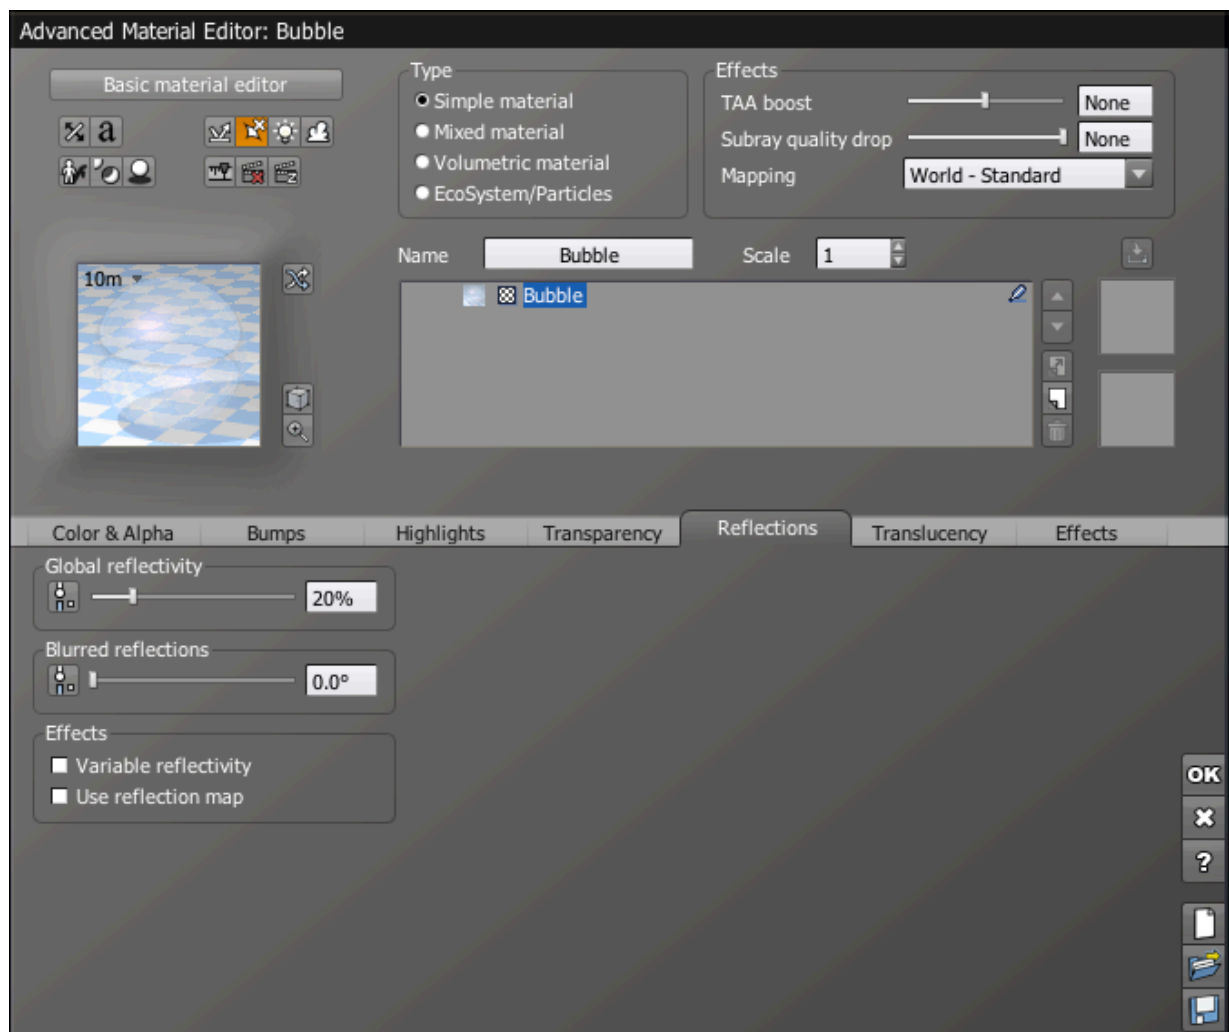 Advanced Material Editor: Bubble
Basic material editor
a
Type
Simple material
Mixed material
Volumetric material
EcoSystem/Particles
Effects
TAA boost None
Subray quality drop None
Mapping World - Standard
Name Bubble Scale 1
10m
Bubble
Color & Alpha Bumps Highlights Transparency Reflections Translucency Effects
Global reflectivity
20%
Blurred reflections
0.0°
Effects
Variable reflectivity
Use reflection map
OK
?